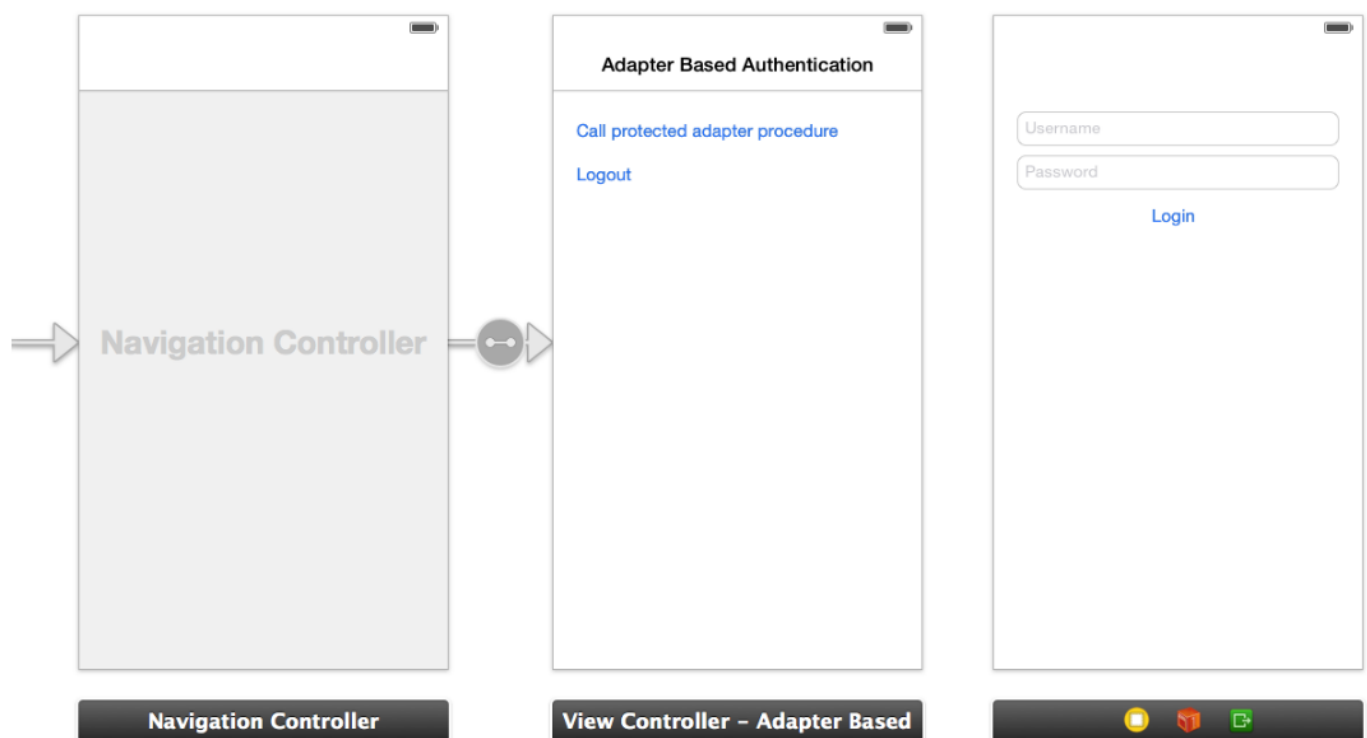 Navigation Controller
Navigation Controller
Adapter Based Authentication
Call protected adapter procedure
Logout
View Controller – Adapter Based
Username
Password
Login